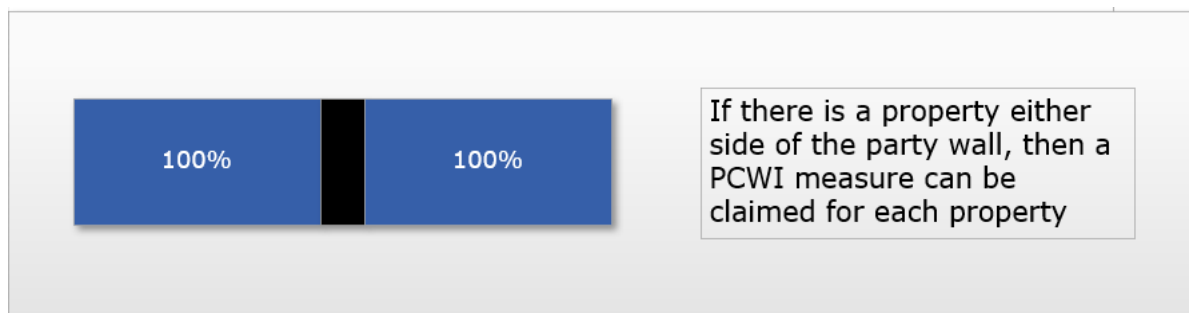 100%
100%
If there is a property either
side of the party wall, then a
PCWI measure can be
claimed for each property